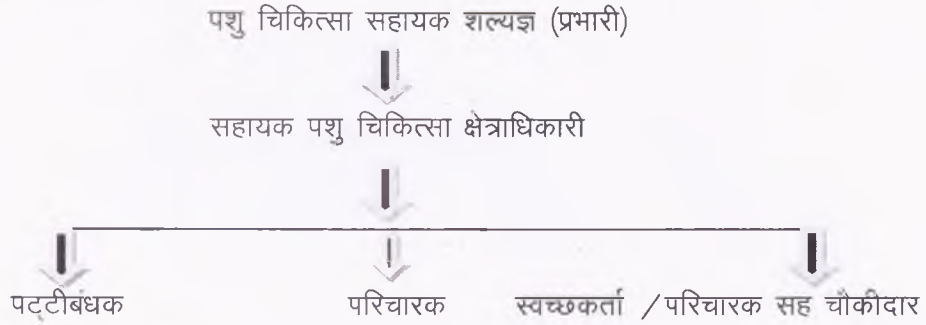 पशु चिकित्सा सहायक शल्यज्ञ (प्रभारी)
सहायक पशु चिकित्सा क्षेत्राधिकारी
पट्टीबंधक परिचारक स्वच्छकर्ता / परिचारक सह चौकीदार